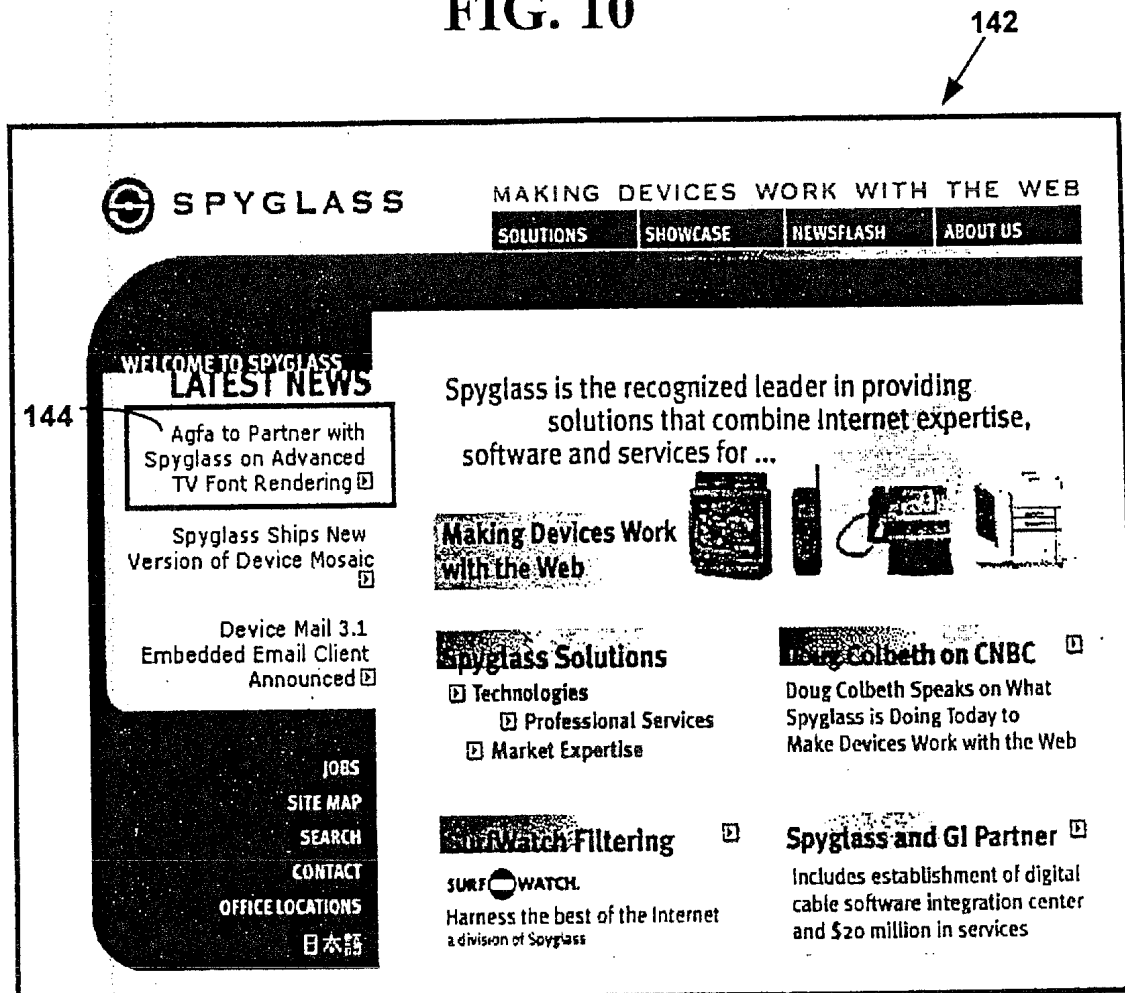 FIG. 10
142
SPYGLASS
MAKING DEVICES WORK WITH THE WEB
SOLUTIONS SHOWCASE NEWSFLASH ABOUT US
WELCOME TO SPYGLASS
LATEST NEWS
144
Agfa to Partner with
Spyglass on Advanced
TV Font Rendering
Spyglass Ships New
Version of Device Mosaic
Device Mail 3.1
Embedded Email Client
Announced
JOBS
SITE MAP
SEARCH
CONTACT
OFFICE LOCATIONS
日本語
Spyglass is the recognized leader in providing
solutions that combine Internet expertise,
software and services for ...
Making Devices Work
with the Web
Spyglass Solutions
Technologies
Professional Services
Market Expertise
Doug Colbeth on CNBC
Doug Colbeth Speaks on What
Spyglass is Doing Today to
Make Devices Work with the Web
SurfWatch Filtering
SURF WATCH.
Harness the best of the Internet
a division of Spyglass
Spyglass and GI Partner
Includes establishment of digital
cable software integration center
and $20 million in services